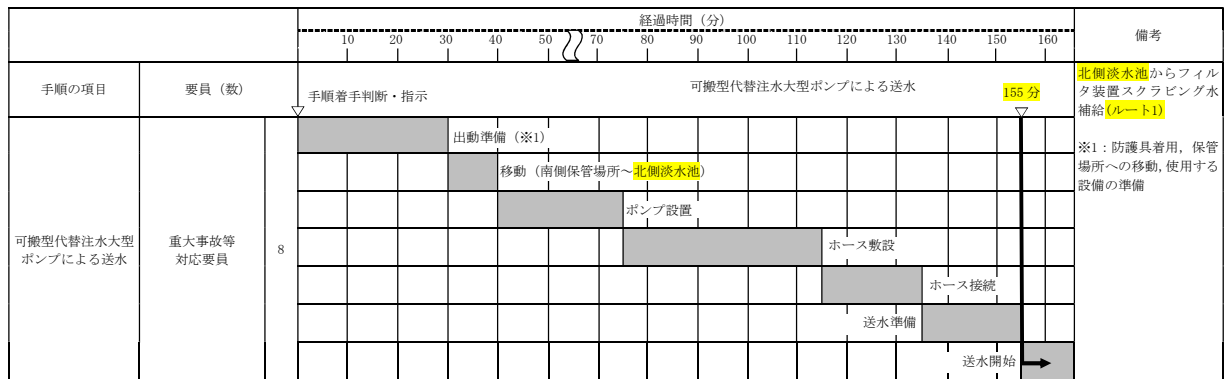 経過時間（分）
10 20 30 40 50 70 80 90 100 110 120 130 140 150 160
備考
手順の項目
要員（数）
手順着手判断・指示
可搬型代替注水大型ポンプによる送水
155 分
北側淡水池からフィル
タ装置スクラビング水
補給(ルート1)
※1：防護具着用，保管
場所への移動，使用する
設備の準備
可搬型代替注水大型
ポンプによる送水
重大事故等
対応要員
8
出動準備（※1）
移動（南側保管場所～北側淡水池）
ポンプ設置
ホース敷設
ホース接続
送水準備
送水開始